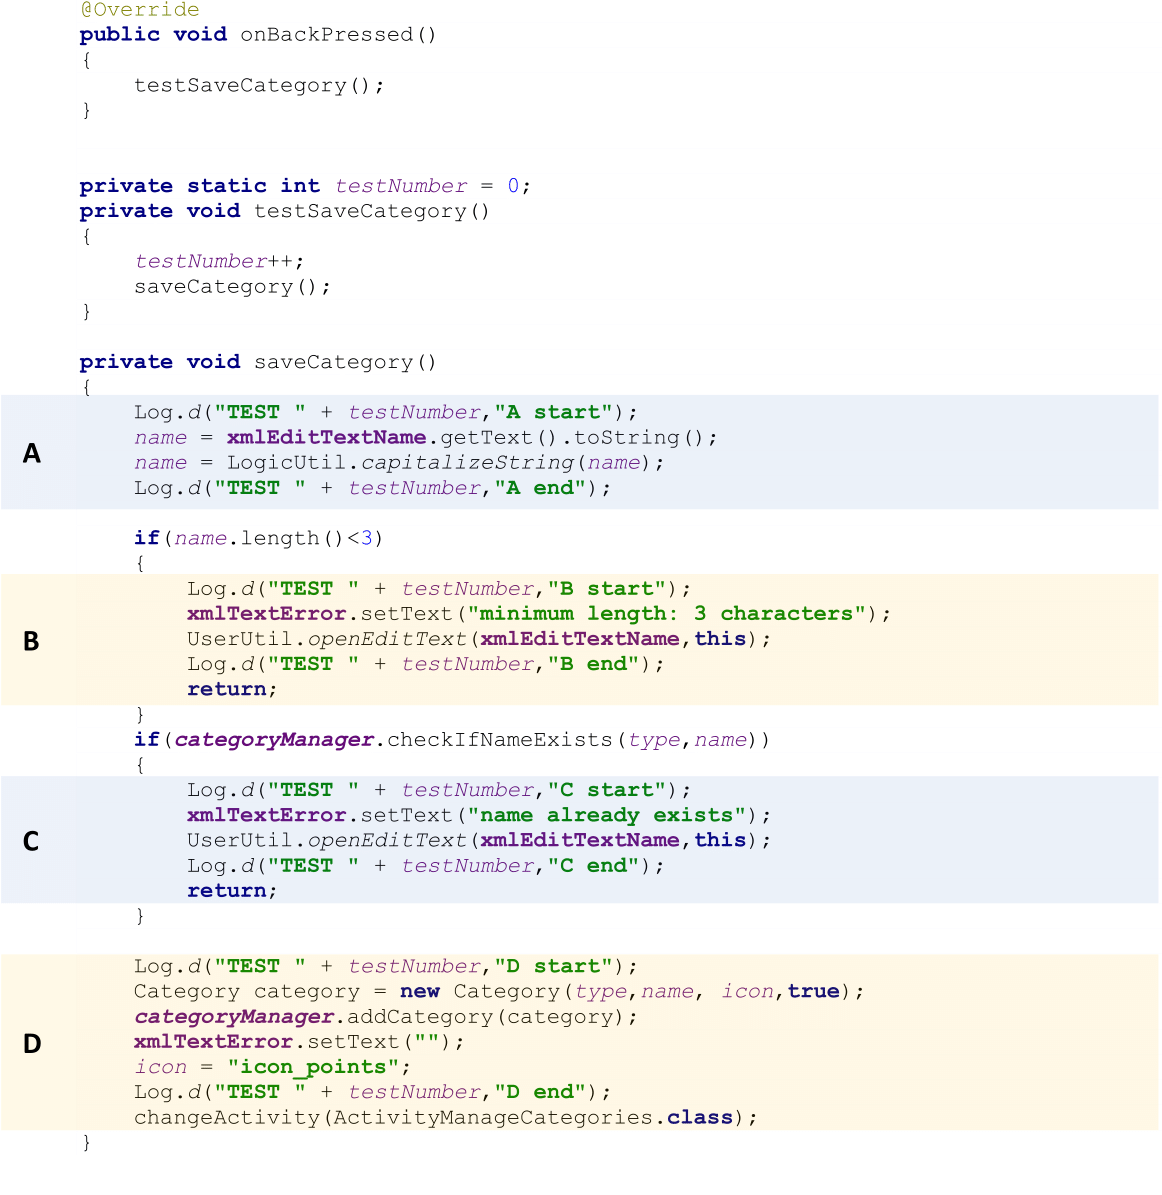 @Override
public void onBackPressed()
{
    testSaveCategory();
}
private static int testNumber = 0;
private void testSaveCategory()
{
    testNumber++;
    saveCategory();
}
private void saveCategory()
{
    Log.d("TEST " + testNumber,"A start");
    name = xmlEditTextName.getText().toString();
A
    name = LogicUtil.capitalizeString(name);
    Log.d("TEST " + testNumber,"A end");
    if(name.length()<3)
    {
        Log.d("TEST " + testNumber,"B start");
        xmlTextError.setText("minimum length: 3 characters");
B
        UserUtil.openEditText(xmlEditTextName,this);
        Log.d("TEST " + testNumber,"B end");
        return;
    }
    if(categoryManager.checkIfNameExists(type,name))
    {
        Log.d("TEST " + testNumber,"C start");
        xmlTextError.setText("name already exists");
C
        UserUtil.openEditText(xmlEditTextName,this);
        Log.d("TEST " + testNumber,"C end");
        return;
    }
    Log.d("TEST " + testNumber,"D start");
    Category category = new Category(type,name, icon,true);
    categoryManager.addCategory(category);
D
    xmlTextError.setText("");
    icon = "icon_points";
    Log.d("TEST " + testNumber,"D end");
    changeActivity(ActivityManageCategories.class);
}